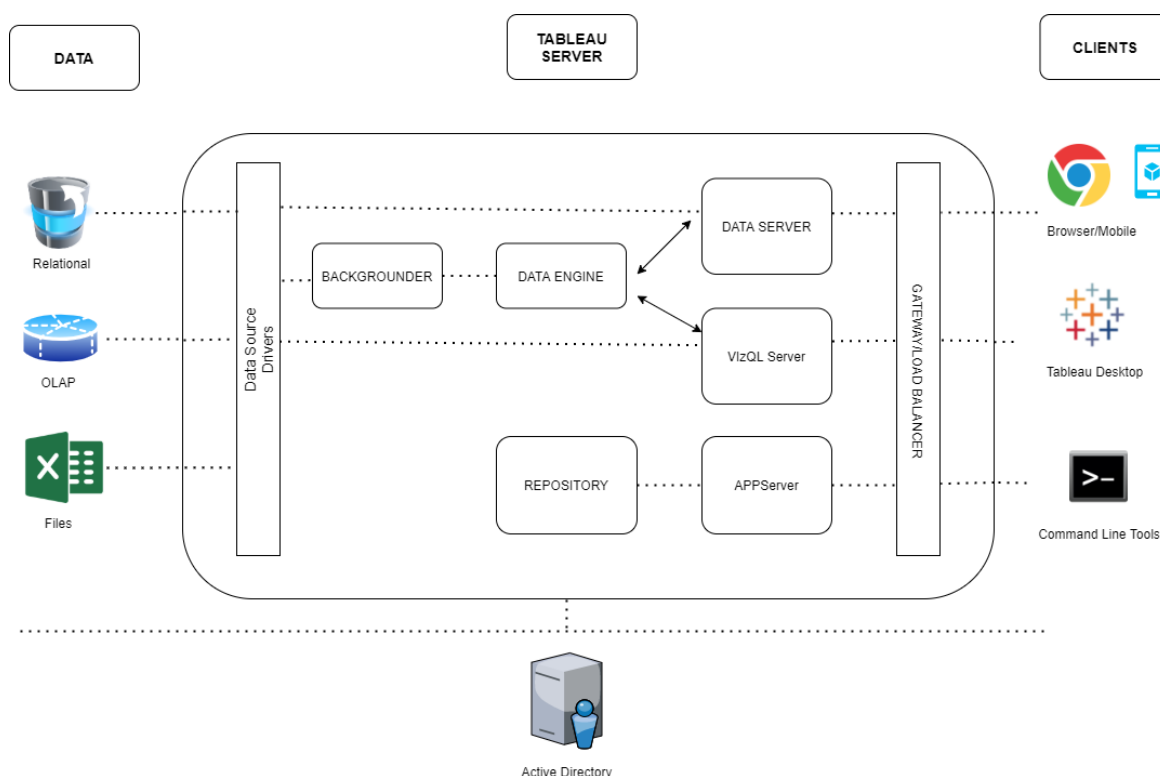 DATA
TABLEAU
SERVER
CLIENTS
Relational
OLAP
Files
Data Source
Drivers
BACKGROUNDER
DATA ENGINE
DATA SERVER
VIzQL Server
REPOSITORY
APPServer
GATEWAY/LOAD BALANCER
Browser/Mobile
Tableau Desktop
>–
Command Line Tools
Active Directory